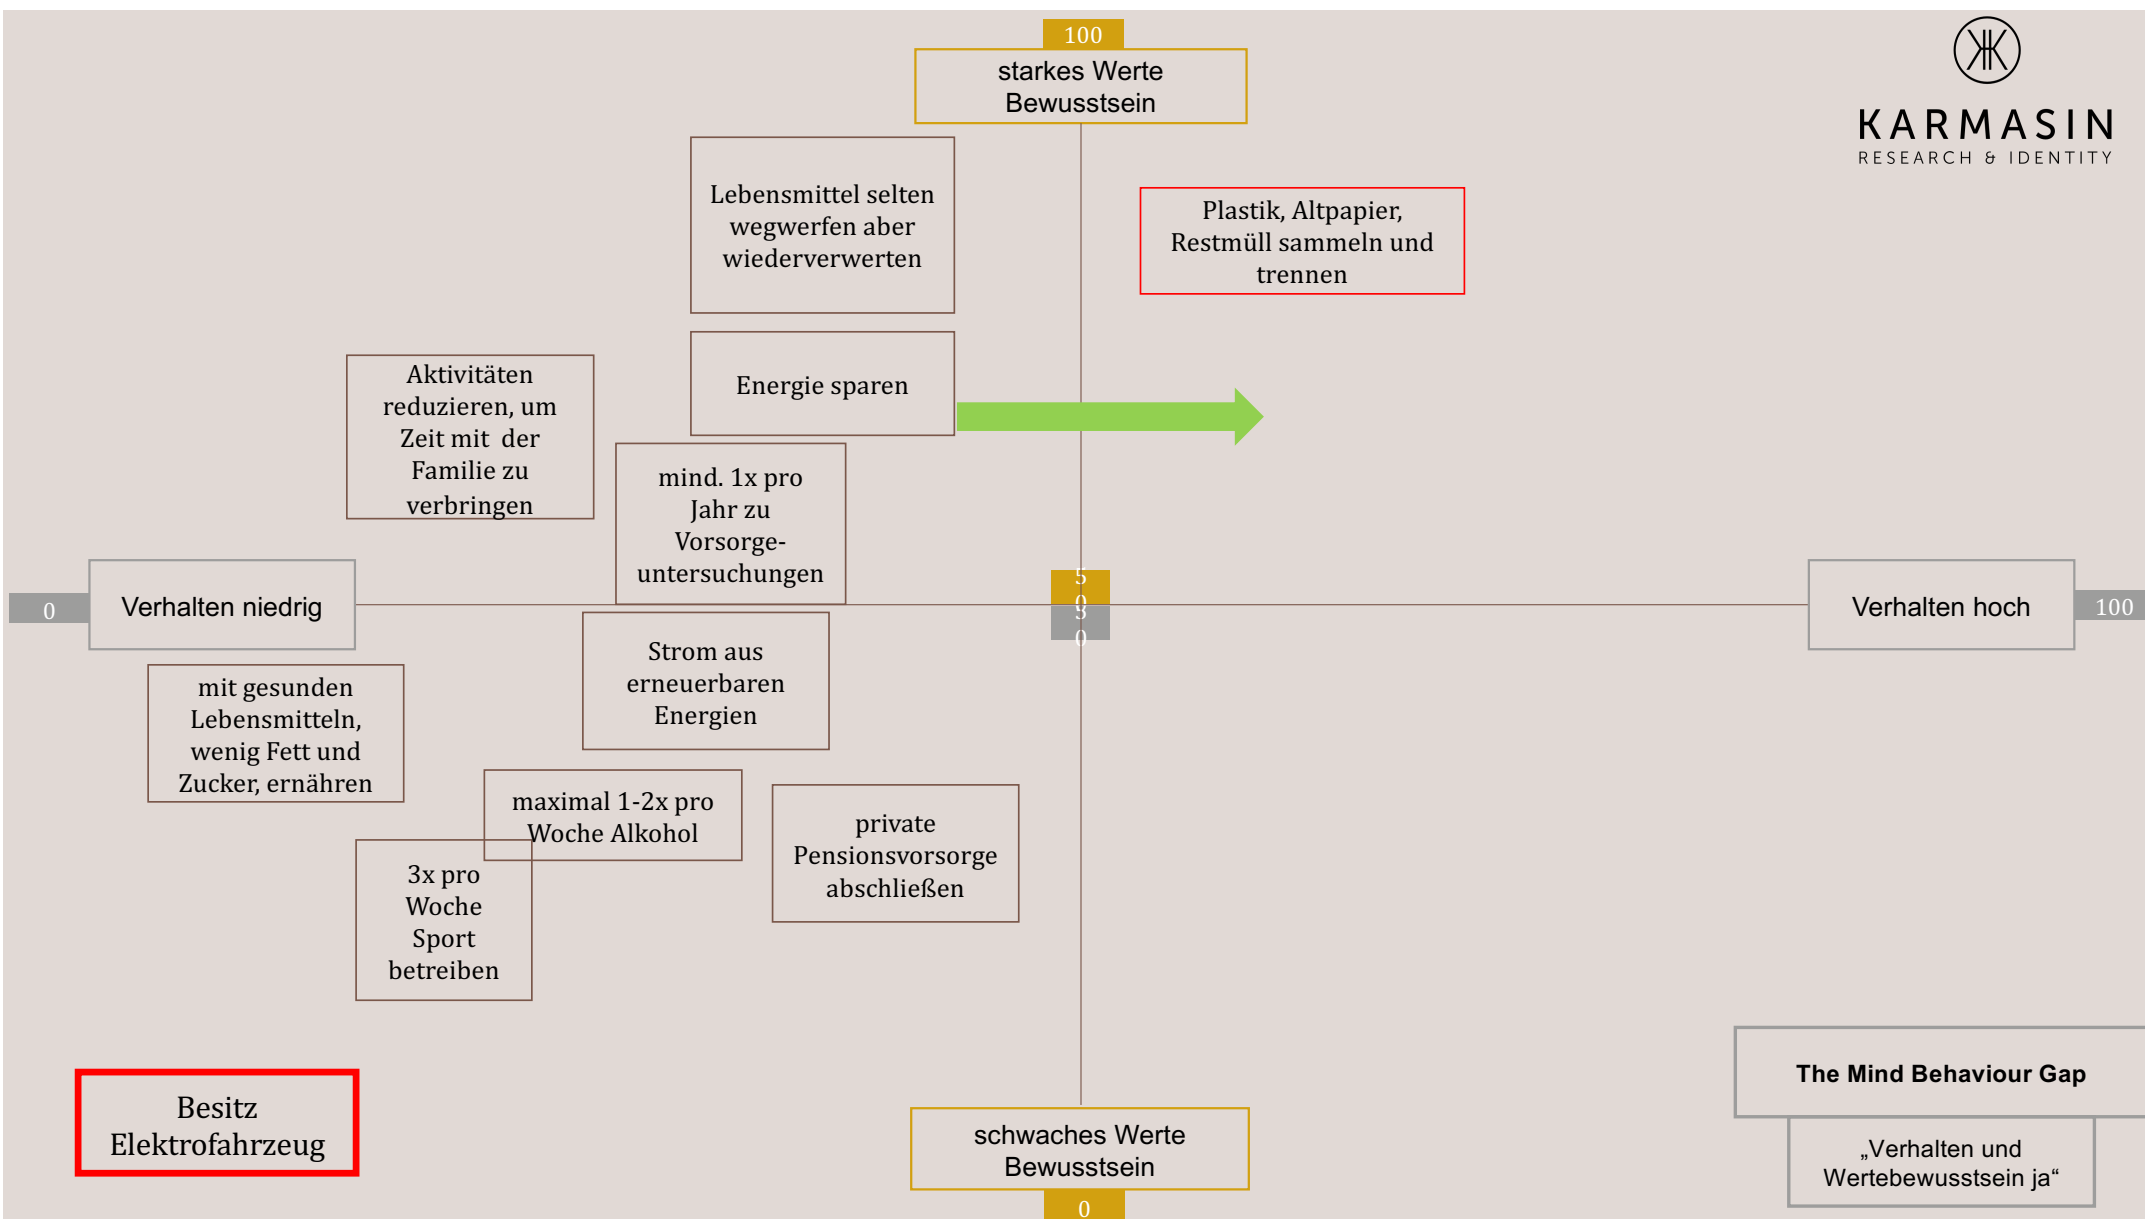 100
starkes Werte
Bewusstsein
KARMASIN
RESEARCH & IDENTITY
Lebensmittel selten
wegwerfen aber
wiederverwerten
Plastik, Altpapier,
Restmüll sammeln und
trennen
Energie sparen
Aktivitäten
reduzieren, um
Zeit mit der
Familie zu
verbringen
mind. 1x pro
Jahr zu
Vorsorge-
untersuchungen
0
Verhalten niedrig
5
0
5
0
Verhalten hoch
100
Strom aus
erneuerbaren
Energien
mit gesunden
Lebensmitteln,
wenig Fett und
Zucker, ernähren
maximal 1-2x pro
Woche Alkohol
private
Pensionsvorsorge
abschließen
3x pro
Woche
Sport
betreiben
Besitz
Elektrofahrzeug
schwaches Werte
Bewusstsein
0
The Mind Behaviour Gap
„Verhalten und
Wertebewusstsein ja“